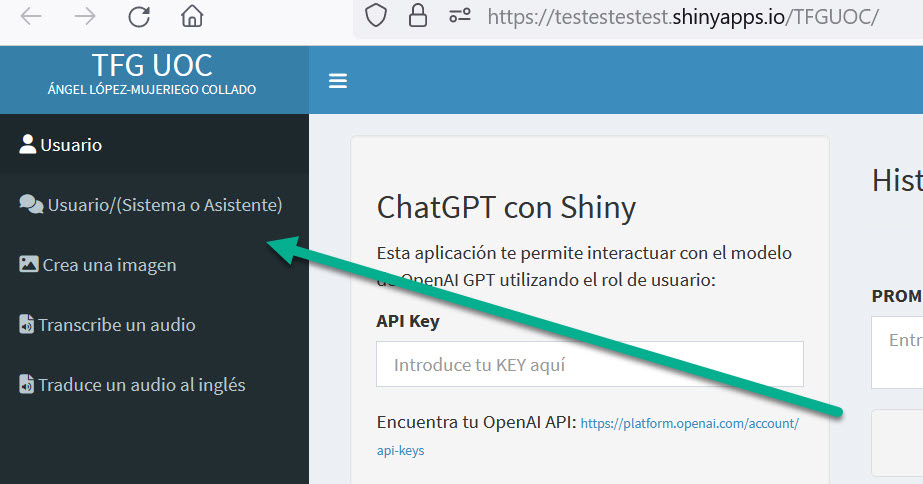 https://testestestest.shinyapps.io/TFGUOC/
TFG UOC
ÁNGEL LÓPEZ-MUJERIEGO COLLADO
Usuario
Usuario/(Sistema o Asistente)
Crea una imagen
Transcribe un audio
Traduce un audio al inglés
ChatGPT con Shiny
Esta aplicación te permite interactuar con el modelo
de OpenAI GPT utilizando el rol de usuario:
API Key
Introduce tu KEY aquí
Encuentra tu OpenAI API: https://platform.openai.com/account/
api-keys
Hist
PROM
Entr